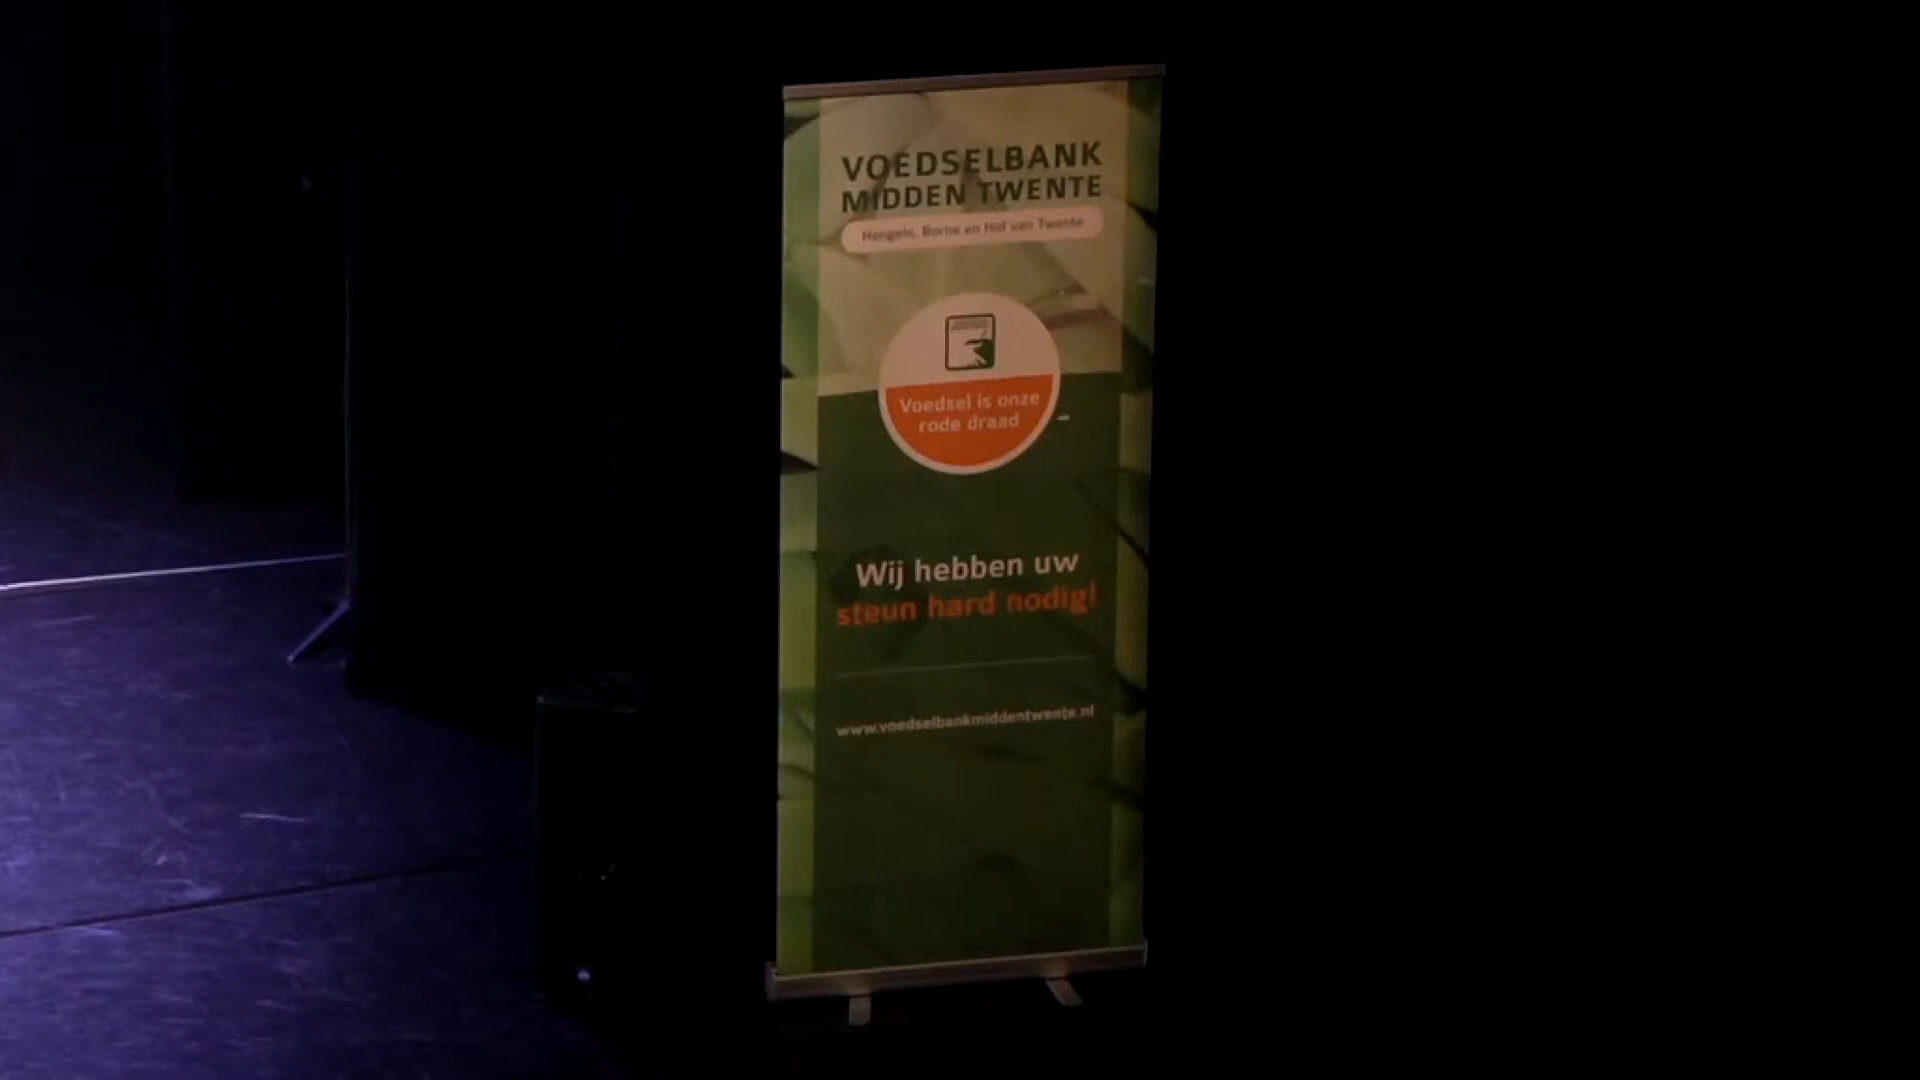 VOEDSELBANK
MIDDEN TWENTE
Hengelo, Borne en Hof van Twente
Voedsel is onze
rode draad
Wij hebben uw
steun hard nodig!
www.voedselbankmiddentwente.nl